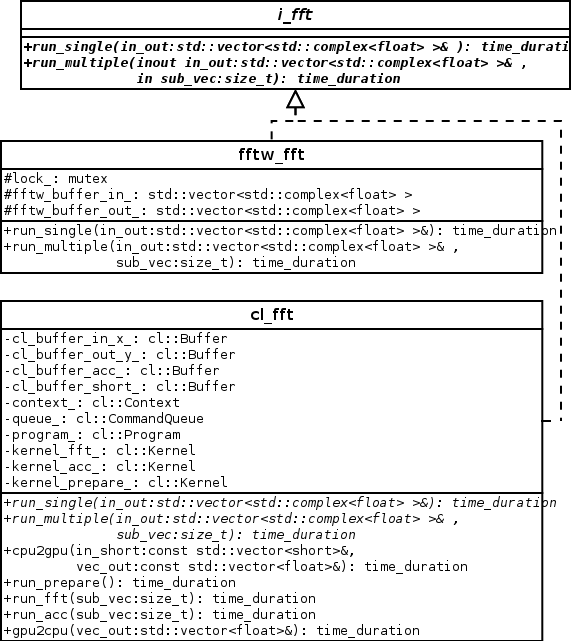 i_fft
+run_single(in_out:std::vector<std::complex<float> >& ): time_durati
+run_multiple(inout in_out:std::vector<std::complex<float> >& ,
in sub_vec:size_t): time_duration
fftw_fft
#lock_: mutex
#fftw_buffer_in_: std::vector<std::complex<float> >
#fftw_buffer_out_: std::vector<std::complex<float> >
+run_single(in_out:std::vector<std::complex<float> >&): time_duration
+run_multiple(in_out:std::vector<std::complex<float> >& ,
sub_vec:size_t): time_duration
cl_fft
-cl_buffer_in_x_: cl::Buffer
-cl_buffer_out_y_: cl::Buffer
-cl_buffer_acc_: cl::Buffer
-cl_buffer_short_: cl::Buffer
-context_: cl::Context
-queue_: cl::CommandQueue
-program_: cl::Program
-kernel_fft_: cl::Kernel
-kernel_acc_: cl::Kernel
-kernel_prepare_: cl::Kernel
+run_single(in_out:std::vector<std::complex<float> >&): time_duration
+run_multiple(in_out:std::vector<std::complex<float> >& ,
sub_vec:size_t): time_duration
+cpu2gpu(in_short:const std::vector<short>&,
vec_out:const std::vector<float>&): time_duration
+run_prepare(): time_duration
+run_fft(sub_vec:size_t): time_duration
+run_acc(sub_vec:size_t): time_duration
+gpu2cpu(vec_out:std::vector<float>&): time_duration